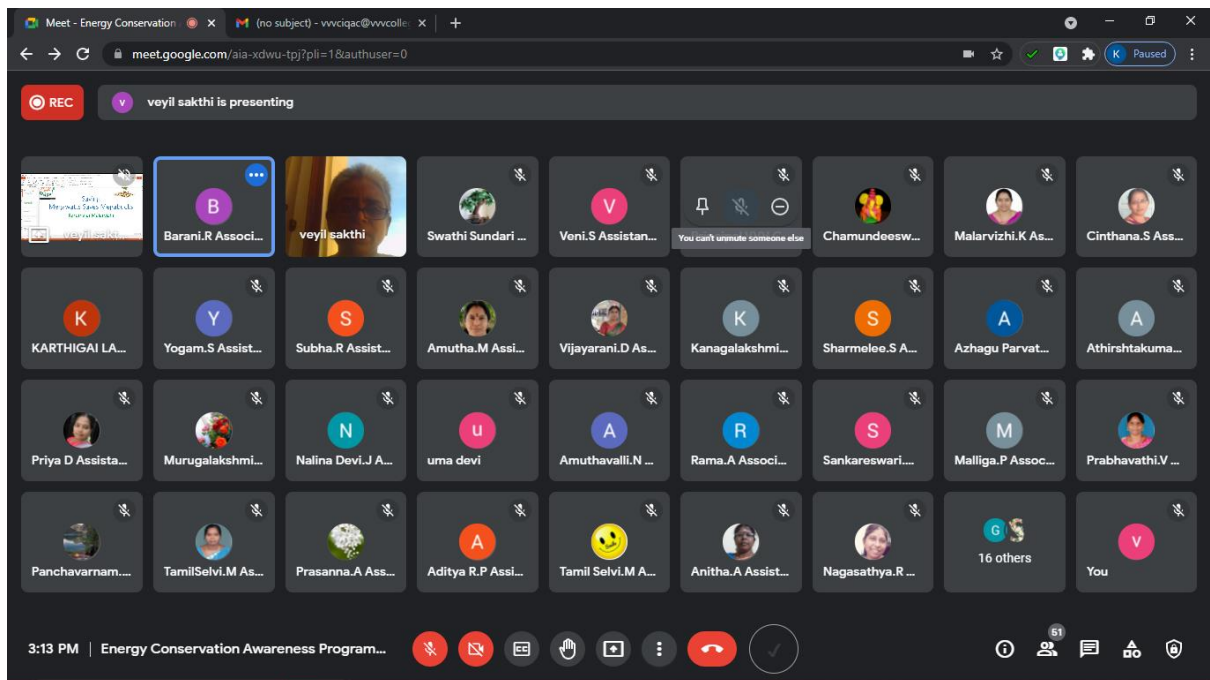 Meet - Energy Conservation
(no subject) - vvvciqac@vvvcolle
meet.google.com/aia-xdwu-tpj?pli=1&authuser=0
K Paused
REC
v veyil sakthi is presenting
veyil sakt...
B
Barani.R Associ...
veyil sakthi
Swathi Sundari ...
V
Veni.S Assistan...
You can't unmute someone else
Chamundeesw...
Malarvizhi.K As...
Cinthana.S Ass...
K
KARTHIGAI LA...
Y
Yogam.S Assist...
S
Subha.R Assist...
Amutha.M Assi...
Vijayarani.D As...
K
Kanagalakshmi...
S
Sharmelee.S A...
A
Azhagu Parvat...
A
Athirshtakuma...
Priya D Assista...
Murugalakshmi...
N
Nalina Devi.J A...
u
uma devi
A
Amuthavalli.N ...
R
Rama.A Associ...
S
Sankareswari....
M
Malliga.P Assoc...
Prabhavathi.V ...
Panchavarnam....
TamilSelvi.M As...
Prasanna.A Ass...
A
Aditya R.P Assi...
Tamil Selvi.M A...
Anitha.A Assist...
Nagasathya.R ...
G
16 others
V
You
3:13 PM | Energy Conservation Awareness Program...
CC
51